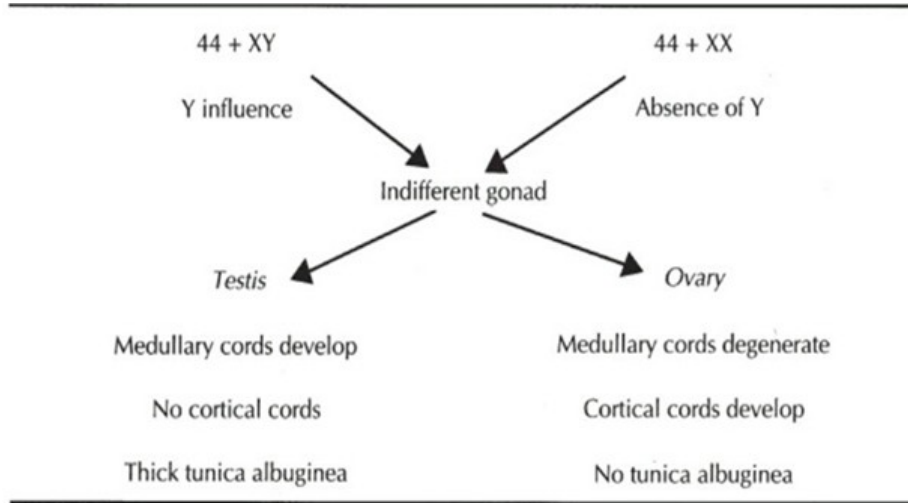 44 + XY
44 + XX
Y influence
Absence of Y
Indifferent gonad
Testis
Ovary
Medullary cords develop
Medullary cords degenerate
No cortical cords
Cortical cords develop
Thick tunica albuginea
No tunica albuginea